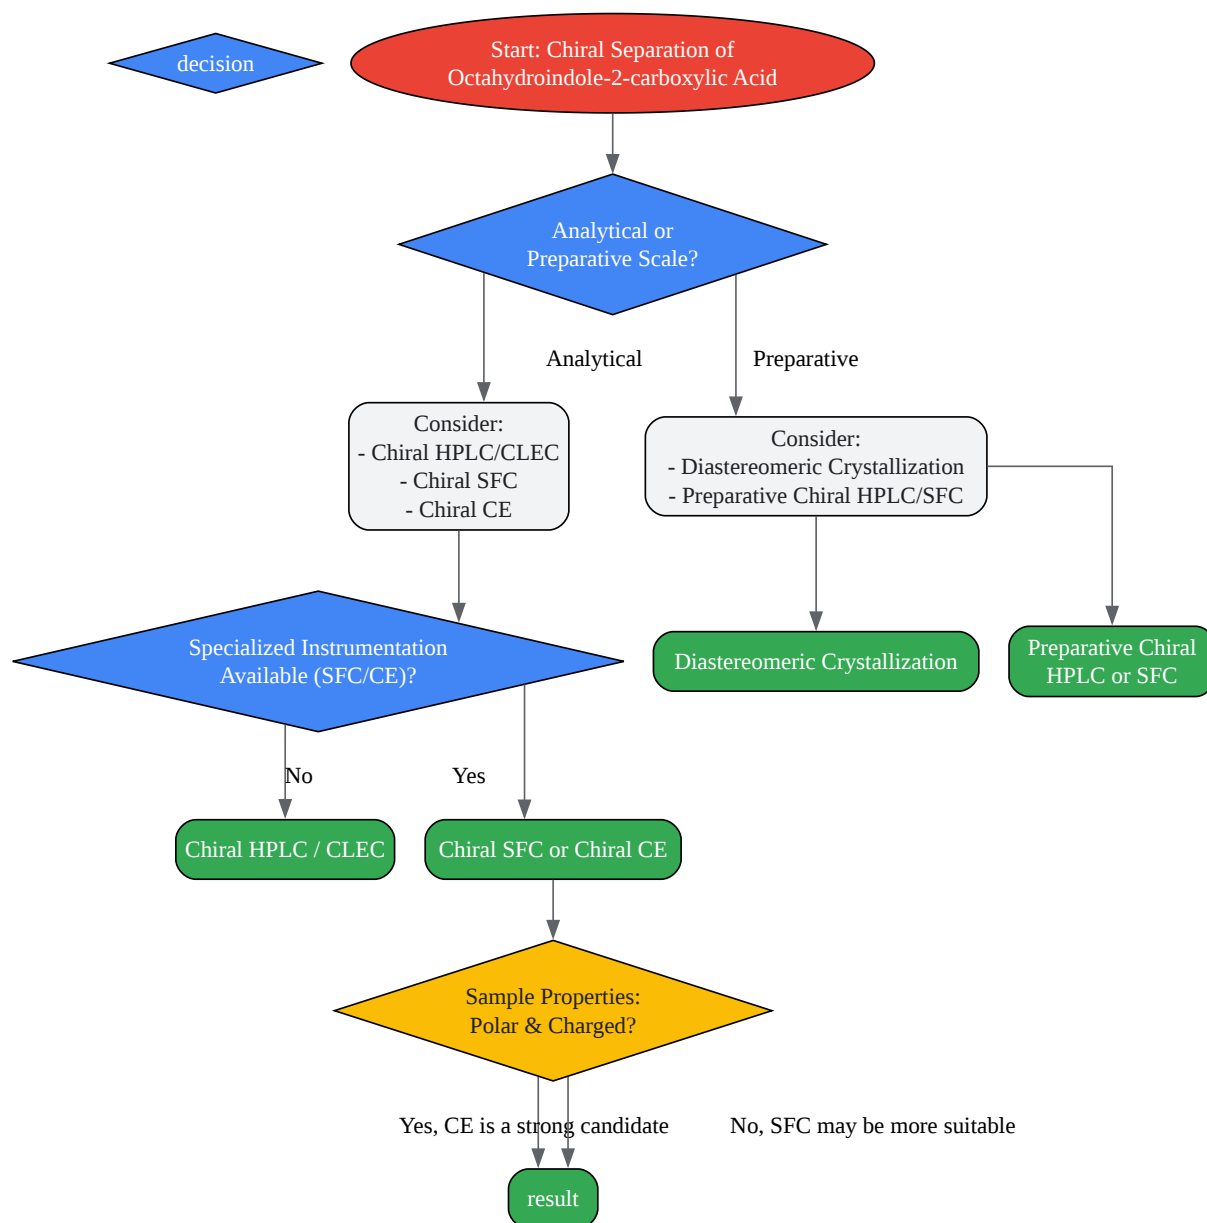 decision
Start: Chiral Separation of
Octahydroindole-2-carboxylic Acid
Analytical or
Preparative Scale?
Analytical
Preparative
Consider:
- Chiral HPLC/CLEC
- Chiral SFC
- Chiral CE
Consider:
- Diastereomeric Crystallization
- Preparative Chiral HPLC/SFC
Specialized Instrumentation
Available (SFC/CE)?
Diastereomeric Crystallization
Preparative Chiral
HPLC or SFC
No
Yes
Chiral HPLC / CLEC
Chiral SFC or Chiral CE
Sample Properties:
Polar & Charged?
Yes, CE is a strong candidate
No, SFC may be more suitable
result